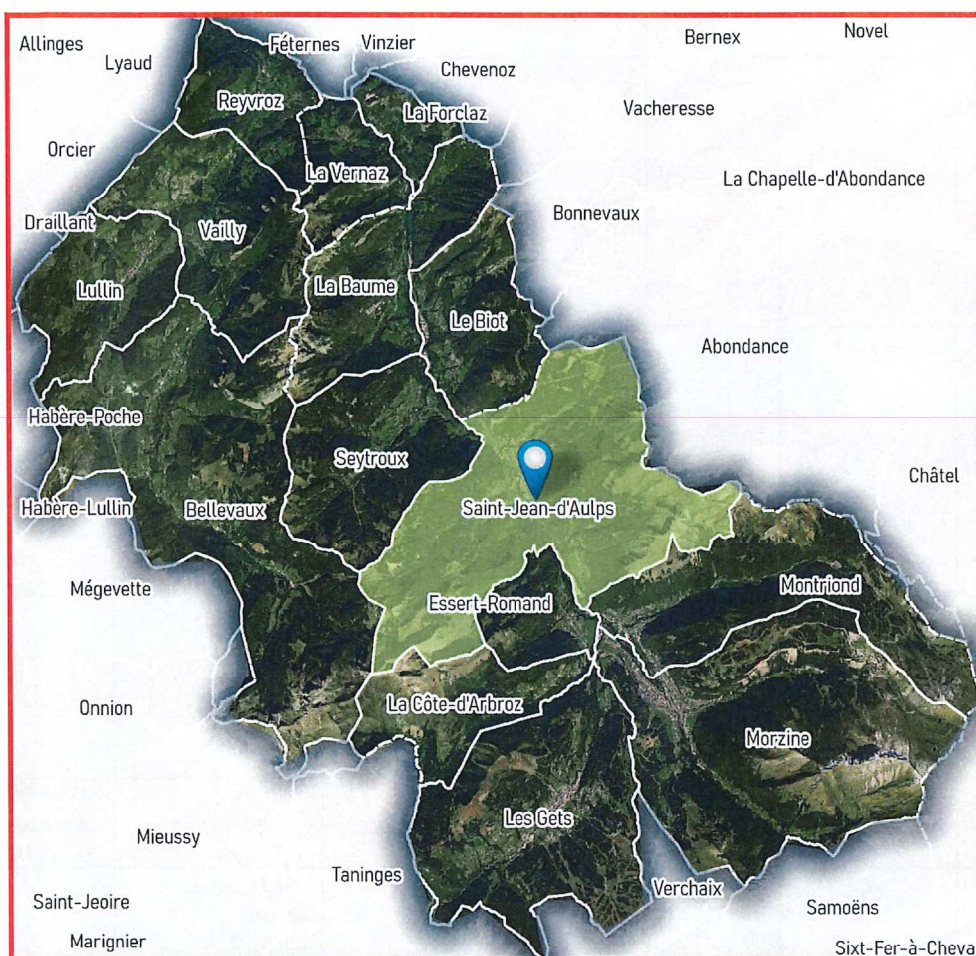 Allinges
Lyaud
Féternes
Vinzier
Bernex
Novel
Chevenoz
Reyvroz
La Forclaz
Vacheresse
Orcier
La Vernaz
La Chapelle-d'Abondance
Draillant
Vailly
Bonnevaux
Lullin
La Baume
Le Biot
Abondance
Habère-Poche
Seytroux
Châtel
Habère-Lullin
Bellevaux
Saint-Jean-d'Aulps
Mégevette
Essert-Romand
Montriond
Onnion
La Côte-d'Arbroz
Morzine
Les Gets
Mieussy
Taninges
Verchaix
Saint-Jeoire
Samoëns
Marignier
Sixt-Fer-à-Cheva